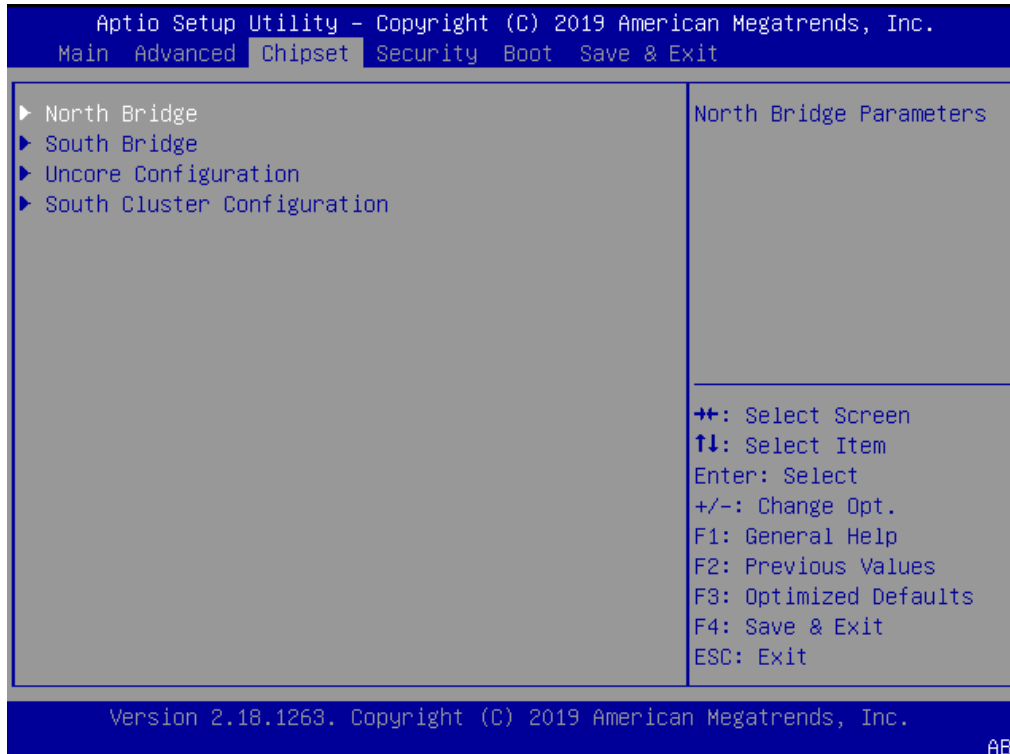 Aptio Setup Utility – Copyright (C) 2019 American Megatrends, Inc.
Main Advanced Chipset Security Boot Save & Exit
▶ North Bridge
▶ South Bridge
▶ Uncore Configuration
▶ South Cluster Configuration
North Bridge Parameters
→←: Select Screen
↑↓: Select Item
Enter: Select
+/-: Change Opt.
F1: General Help
F2: Previous Values
F3: Optimized Defaults
F4: Save & Exit
ESC: Exit
Version 2.18.1263. Copyright (C) 2019 American Megatrends, Inc.
AB